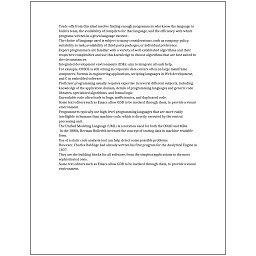 Trade-offs from this ideal involve finding enough programmers who know the language to
build a team, the availability of compilers for that language, and the efficiency with which
programs written in a given language execute.
The choice of language used is subject to many considerations, such as company policy,
suitability to task, availability of third-party packages, or individual preference.
Expert programmers are familiar with a variety of well-established algorithms and their
respective complexities and use this knowledge to choose algorithms that are best suited to
the circumstances.
Integrated development environments (IDEs) aim to integrate all such help.
For example, COBOL is still strong in corporate data centers often on large mainframe
computers, Fortran in engineering applications, scripting languages in Web development,
and C in embedded software.
Proficient programming usually requires expertise in several different subjects, including
knowledge of the application domain, details of programming languages and generic code
libraries, specialized algorithms, and formal logic.
Unreadable code often leads to bugs, inefficiencies, and duplicated code.
Some text editors such as Emacs allow GDB to be invoked through them, to provide a visual
environment.
Programmers typically use high-level programming languages that are more easily
intelligible to humans than machine code, which is directly executed by the central
processing unit.
The Unified Modeling Language (UML) is a notation used for both the OOAD and MDA.
In the 1880s, Herman Hollerith invented the concept of storing data in machine-readable
form.
Use of a static code analysis tool can help detect some possible problems.
However, Charles Babbage had already written his first program for the Analytical Engine in
1837.
They are the building blocks for all software, from the simplest applications to the most
sophisticated ones.
Some text editors such as Emacs allow GDB to be invoked through them, to provide a visual
environment.